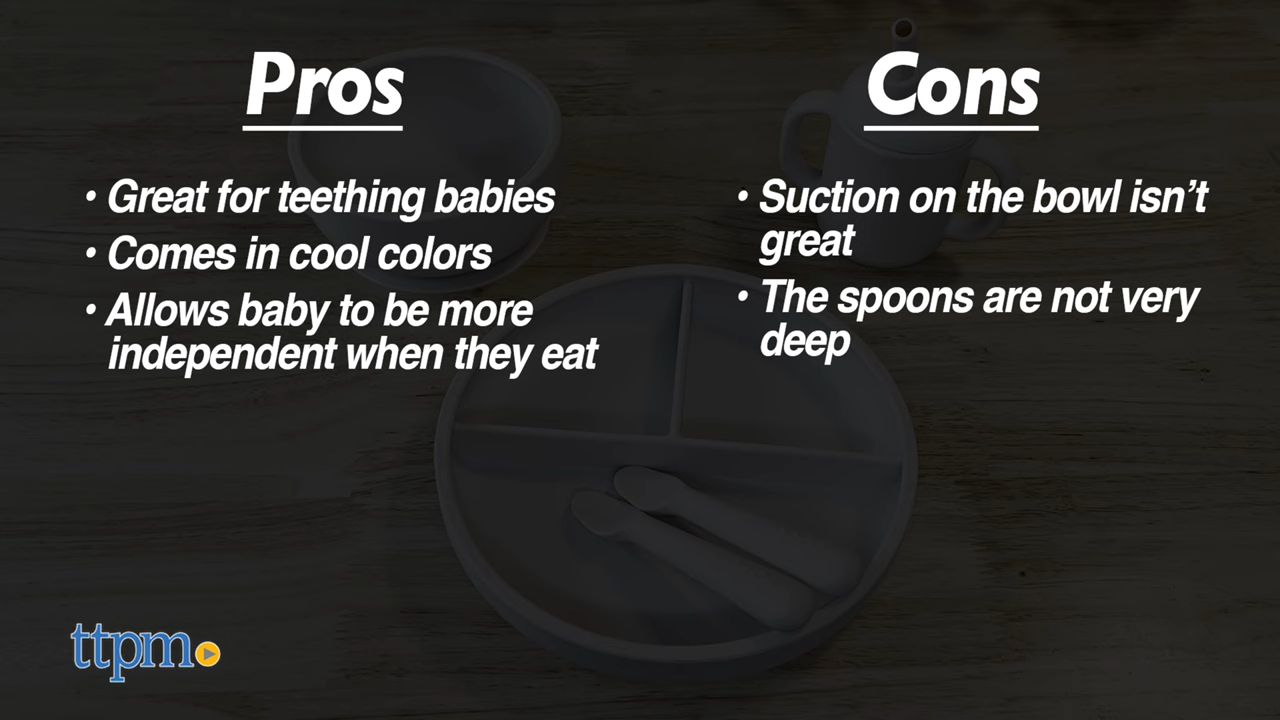 Pros
• Great for teething babies
• Comes in cool colors
• Allows baby to be more
independent when they eat
Cons
• Suction on the bowl isn’t
great
• The spoons are not very
deep
ttpm